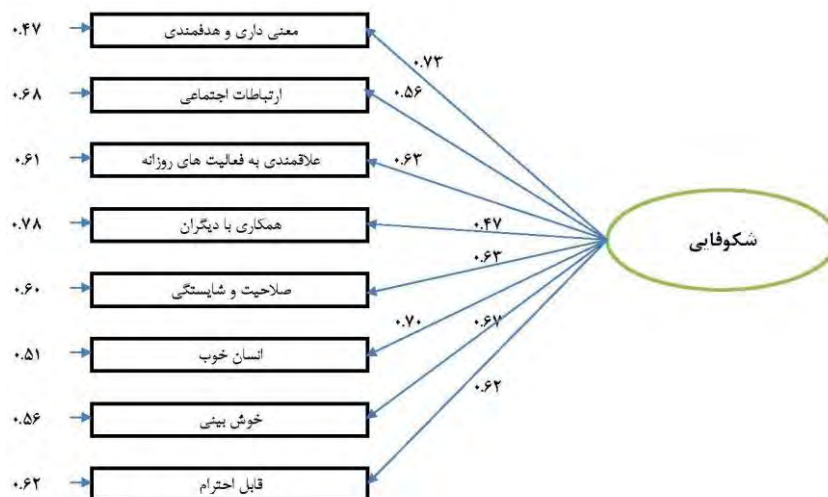 معنی داری و هدفمندی
۰.۴۷
۰.۷۳
ارتباطات اجتماعی
۰.۶۸
۰.۵۶
علاقمندی به فعالیت های روزانه
۰.۶۱
۰.۶۳
همکاری با دیگران
۰.۷۸
۰.۴۷
شکوفایی
صلاحیت و شایستگی
۰.۶۰
۰.۶۳
انسان خوب
۰.۵۱
۰.۷۰
خوش بینی
۰.۵۶
۰.۶۷
قابل احترام
۰.۶۲
۰.۶۲